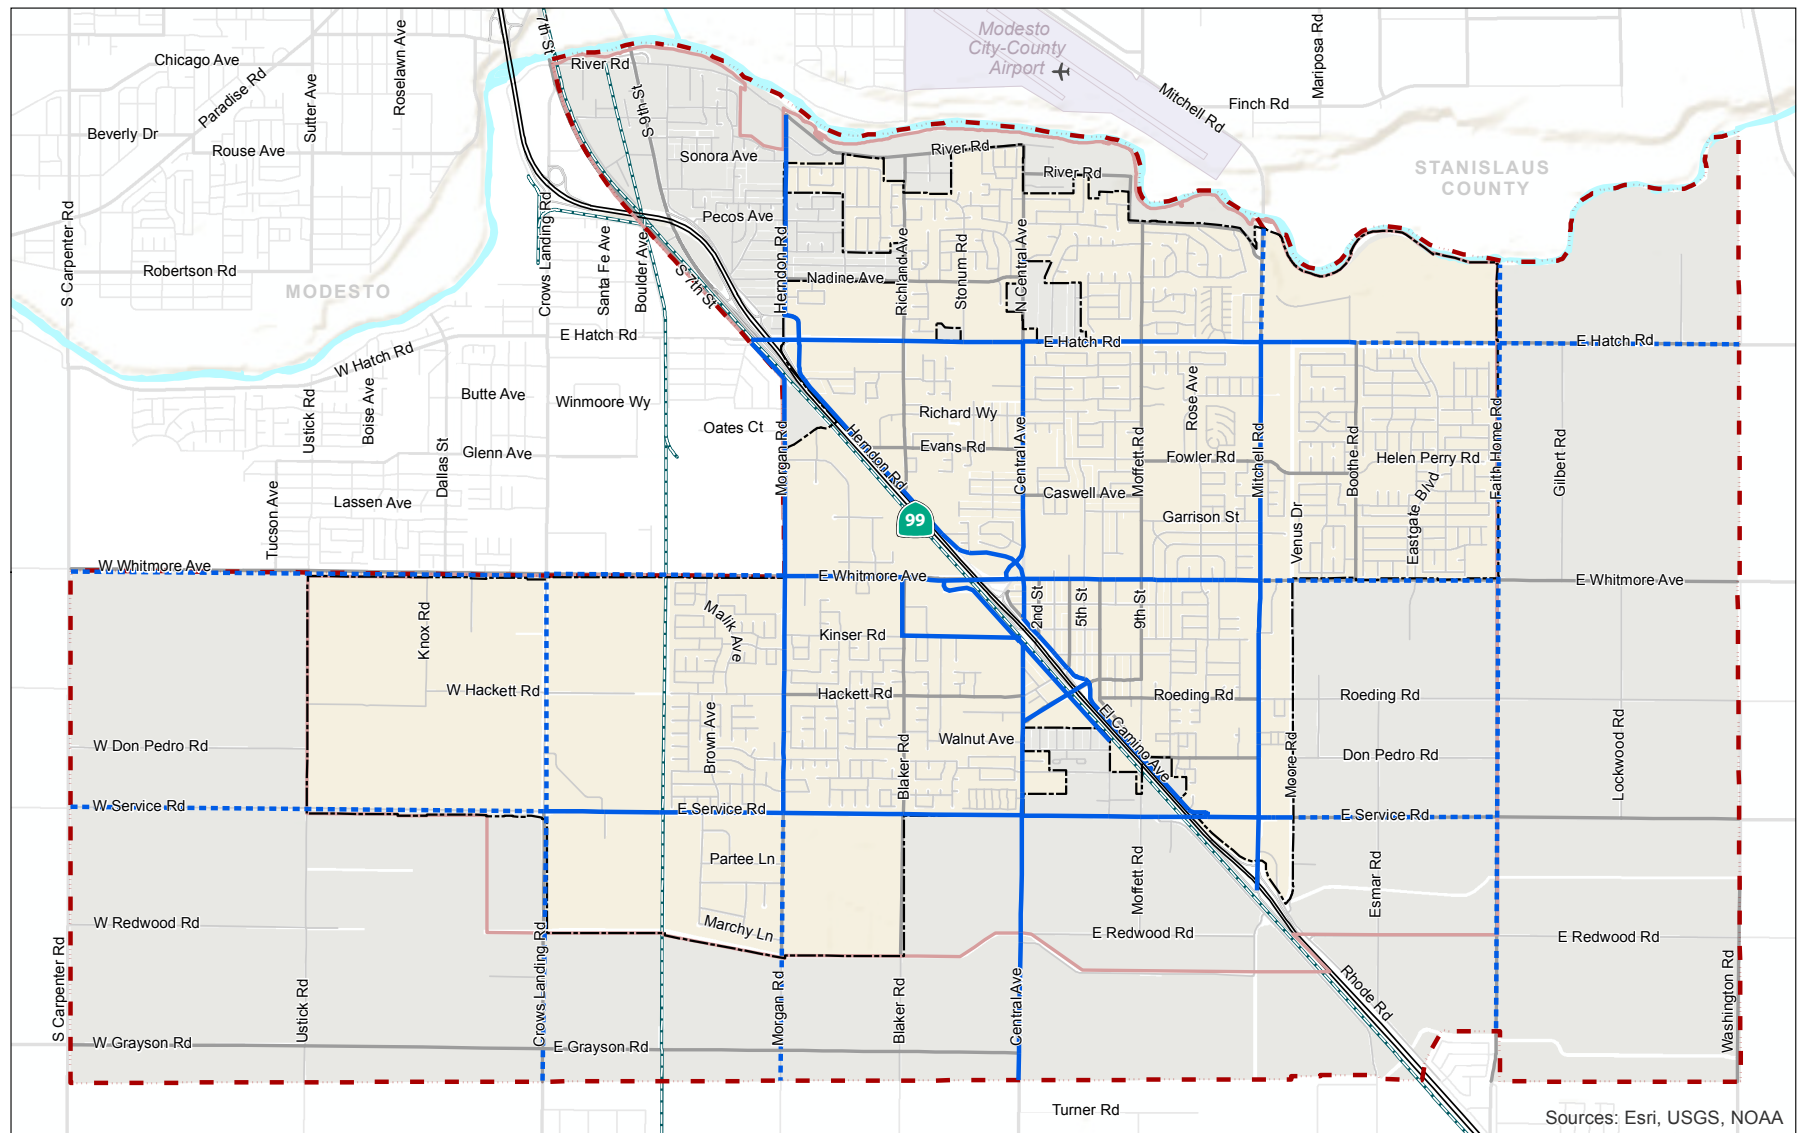 7th St
Modesto
City-County
Airport
Mariposa Rd
Chicago Ave
Paradise Rd
Sutter Ave
Roselawn Ave
River Rd
S 9th St
Mitchell Rd
Finch Rd
Beverly Dr
Rouse Ave
Sonora Ave
River Rd
River Rd
STANISLAUS
COUNTY
S Carpenter Rd
Crows Landing Rd
Santa Fe Ave
Boulder Ave
Pecos Ave
Herndon Rd
Richland Ave
Stonum Rd
N Central Ave
Robertson Rd
MODESTO
S 7th St
Nadine Ave
W Hatch Rd
E Hatch Rd
E Hatch Rd
E Hatch Rd
Ustick Rd
Boise Ave
Butte Ave
Winmoore Wy
Richard Wy
Rose Ave
Oates Ct
Morgan Rd
Herndon Rd
Evans Rd
Central Ave
Moffett Rd
Fowler Rd
Mitchell Rd
Boothe Rd
Helen Perry Rd
Faith Home Rd
Gilbert Rd
Dallas St
Glenn Ave
Tucson Ave
Lassen Ave
Caswell Ave
Garrison St
Venus Dr
Eastgate Blvd
99
W Whitmore Ave
E Whitmore Ave
E Whitmore Ave
Knox Rd
Malik Ave
Kinser Rd
2nd St
5th St
9th St
W Hackett Rd
Hackett Rd
Roeding Rd
Roeding Rd
W Don Pedro Rd
Brown Ave
Blaker Rd
Walnut Ave
El Camino Ave
Moore Rd
Don Pedro Rd
Lockwood Rd
W Service Rd
E Service Rd
E Service Rd
Partee Ln
Moffett Rd
Esmar Rd
W Redwood Rd
Marchy Ln
E Redwood Rd
E Redwood Rd
S Carpenter Rd
Ustick Rd
Crows Landing Rd
Morgan Rd
Blaker Rd
Central Ave
Rhode Rd
Washington Rd
W Grayson Rd
E Grayson Rd
Turner Rd
Sources: Esri, USGS, NOAA